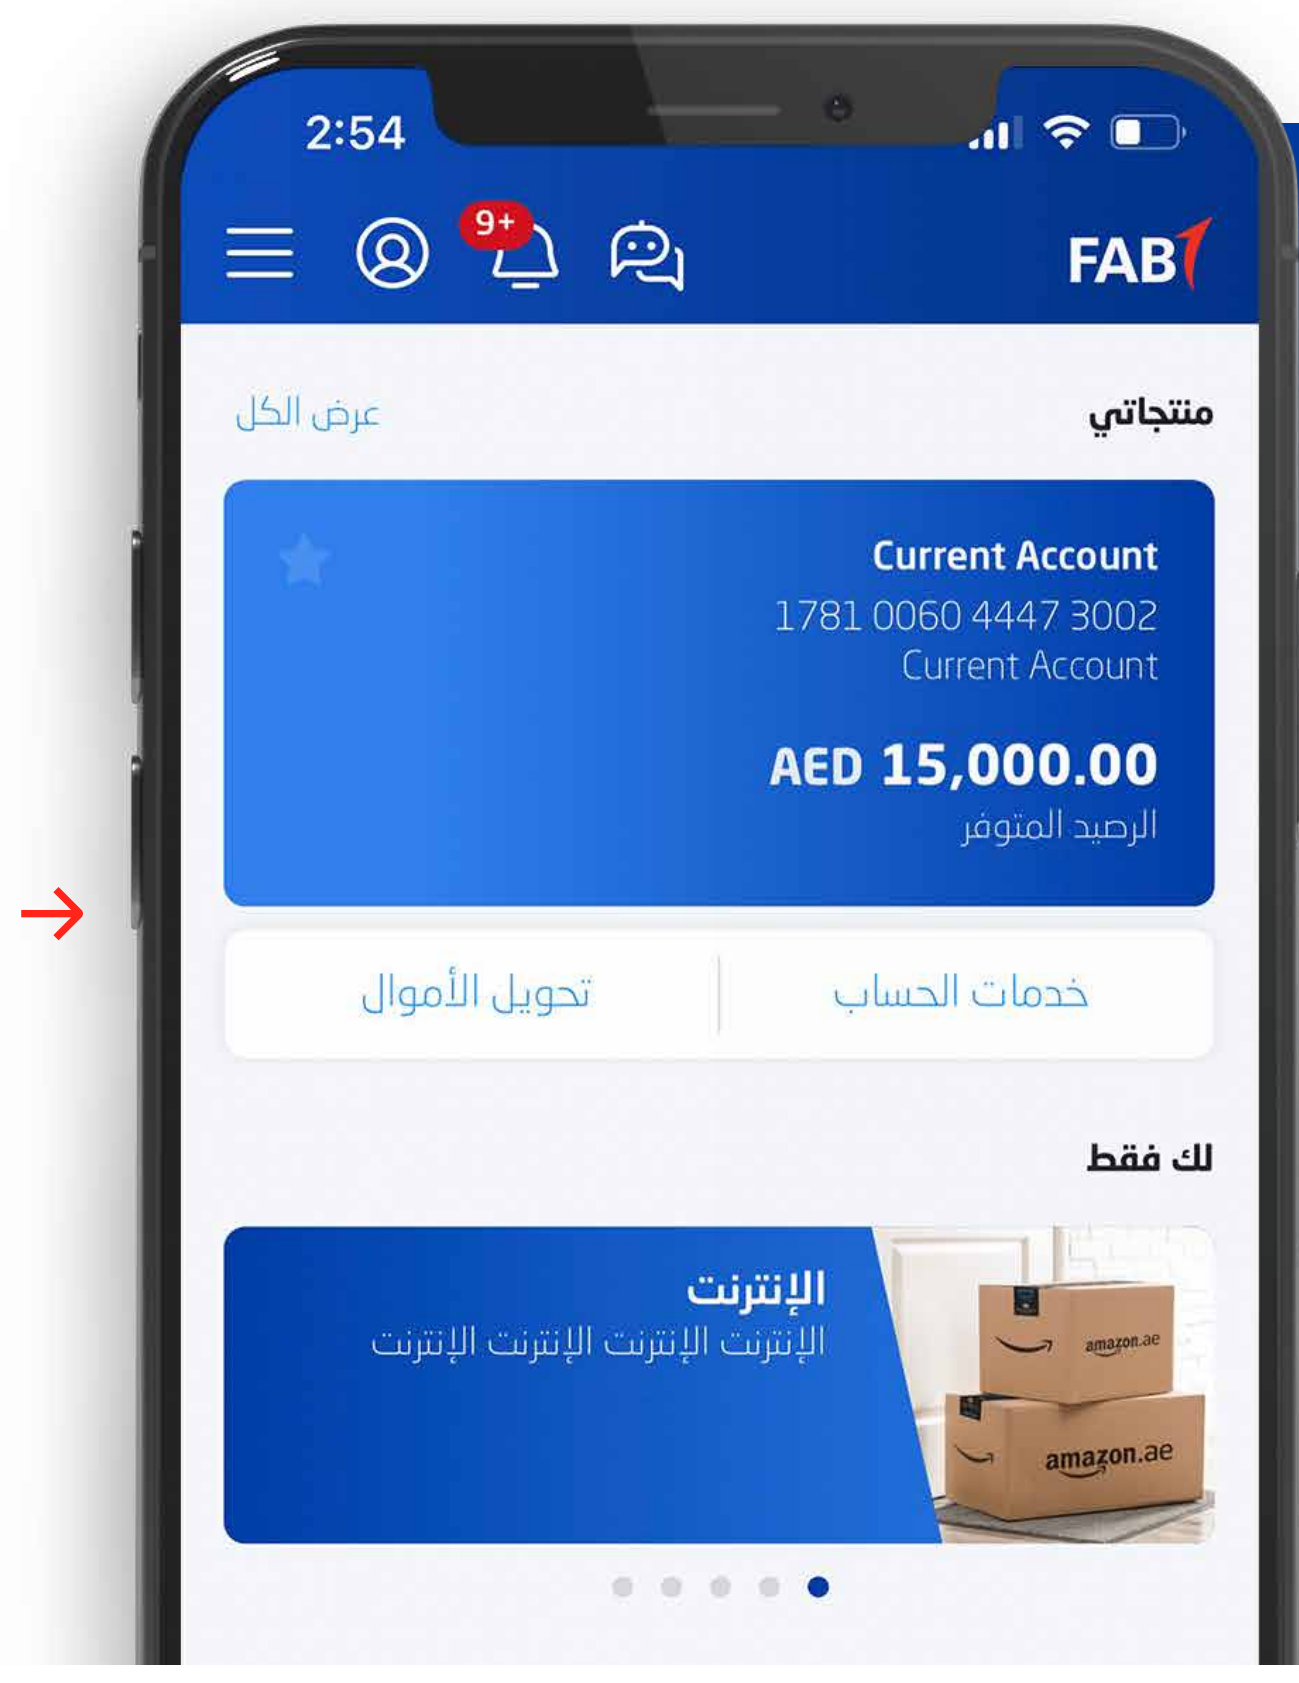 2:54
9+
FAB
منتجاتي
عرض الكل
Current Account
1781 0060 4447 3002
Current Account
AED 15,000.00
الرصيد المتوفر
خدمات الحساب
تحويل الأموال
لك فقط
الإنترنت
الإنترنت الإنترنت الإنترنت الإنترنت
amazon.ae
amazon.ae